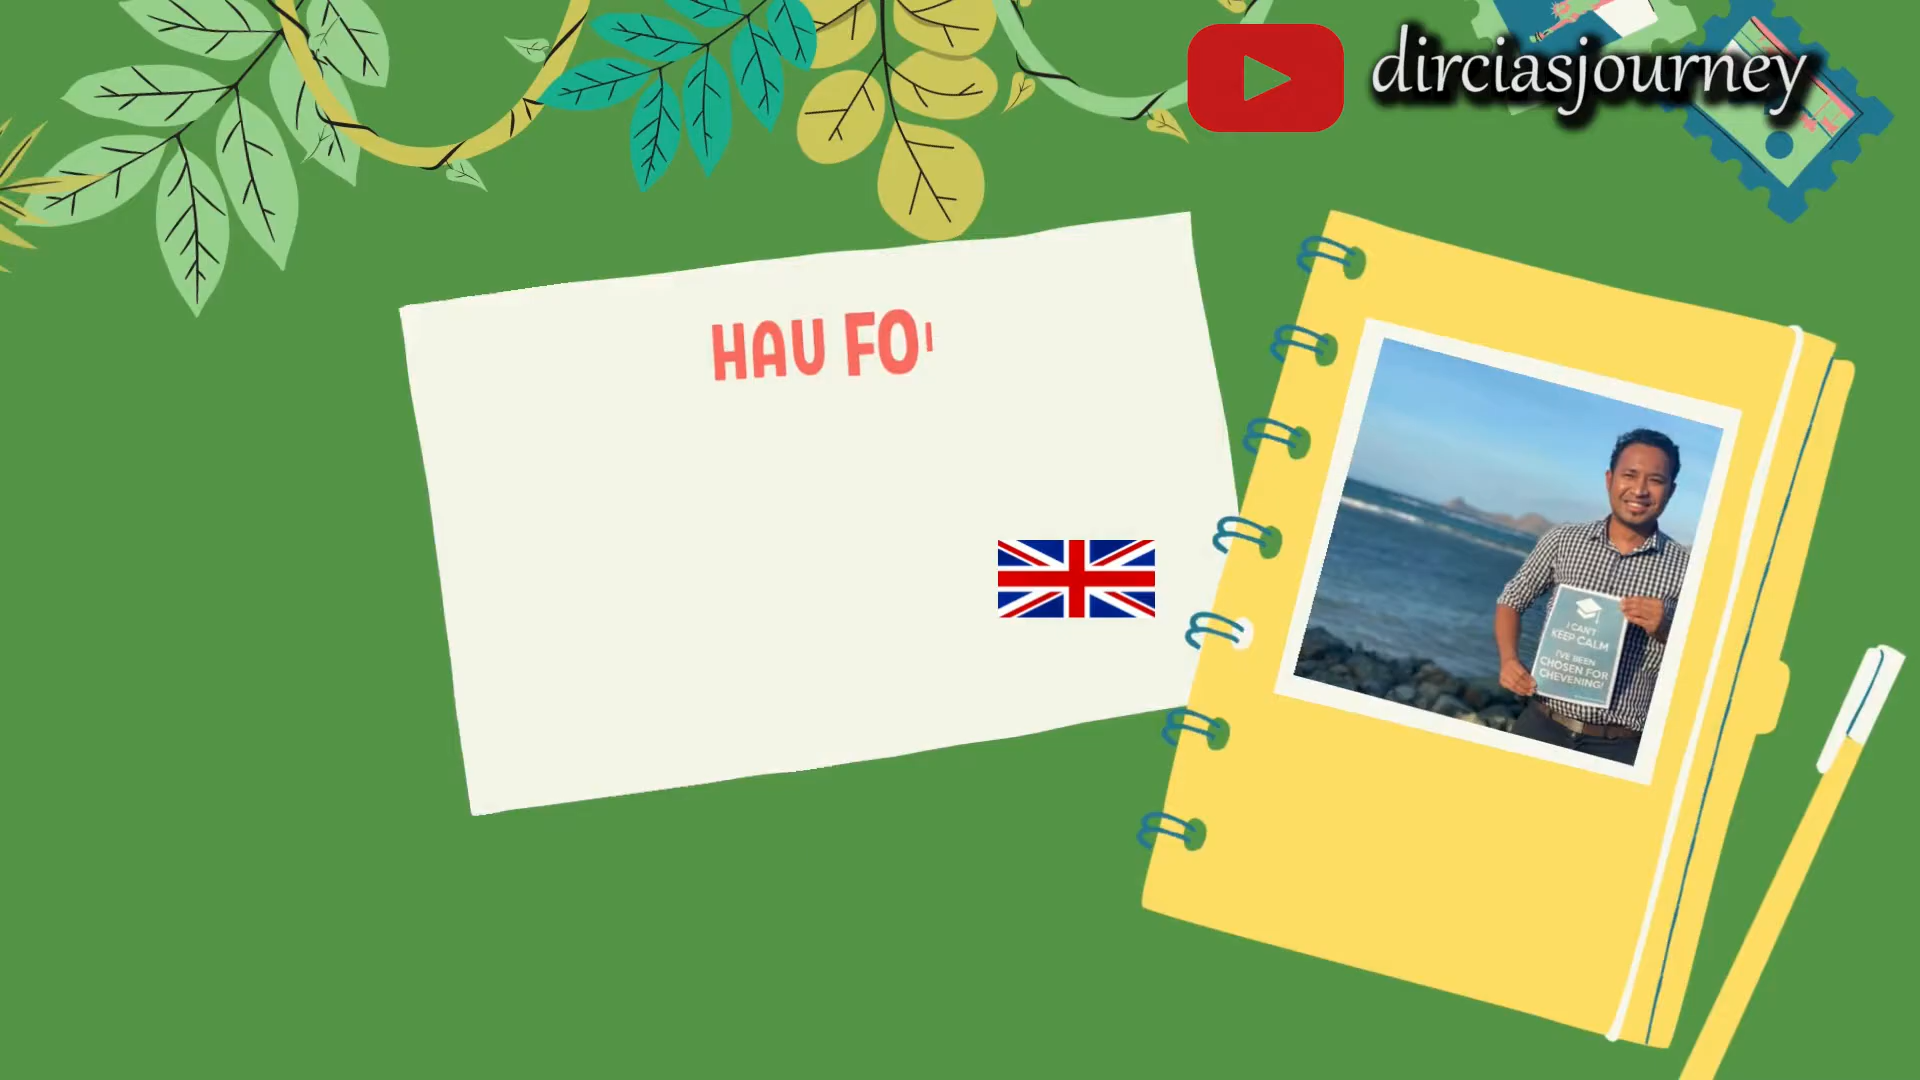 dirciasjourney
HAU FO
I CAN'T
KEEP CALM
I'VE BEEN
CHOSEN FOR
CHEVENING!